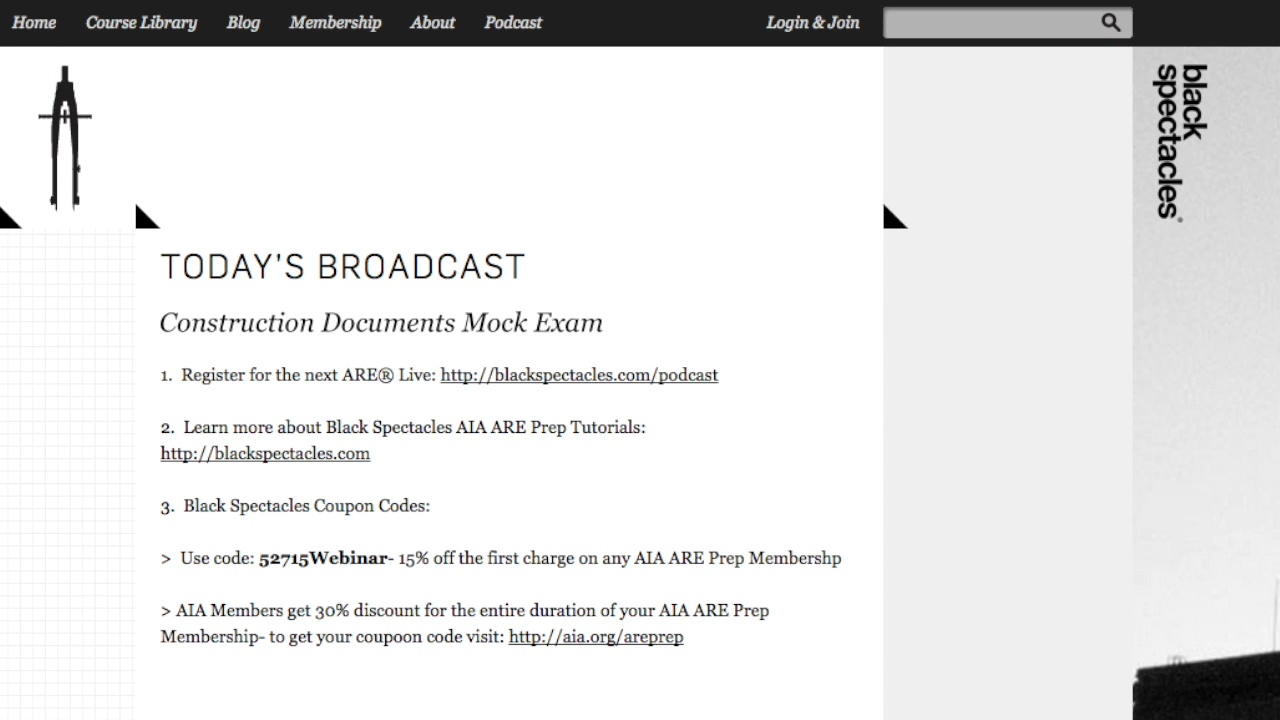 Home Course Library Blog Membership About Podcast Login & Join
black
spectacles®
TODAY'S BROADCAST
Construction Documents Mock Exam
1. Register for the next ARE® Live: http://blackspectacles.com/podcast
2. Learn more about Black Spectacles AIA ARE Prep Tutorials:
http://blackspectacles.com
3. Black Spectacles Coupon Codes:
> Use code: 52715Webinar- 15% off the first charge on any AIA ARE Prep Membershp
> AIA Members get 30% discount for the entire duration of your AIA ARE Prep
Membership- to get your coupoon code visit: http://aia.org/areprep